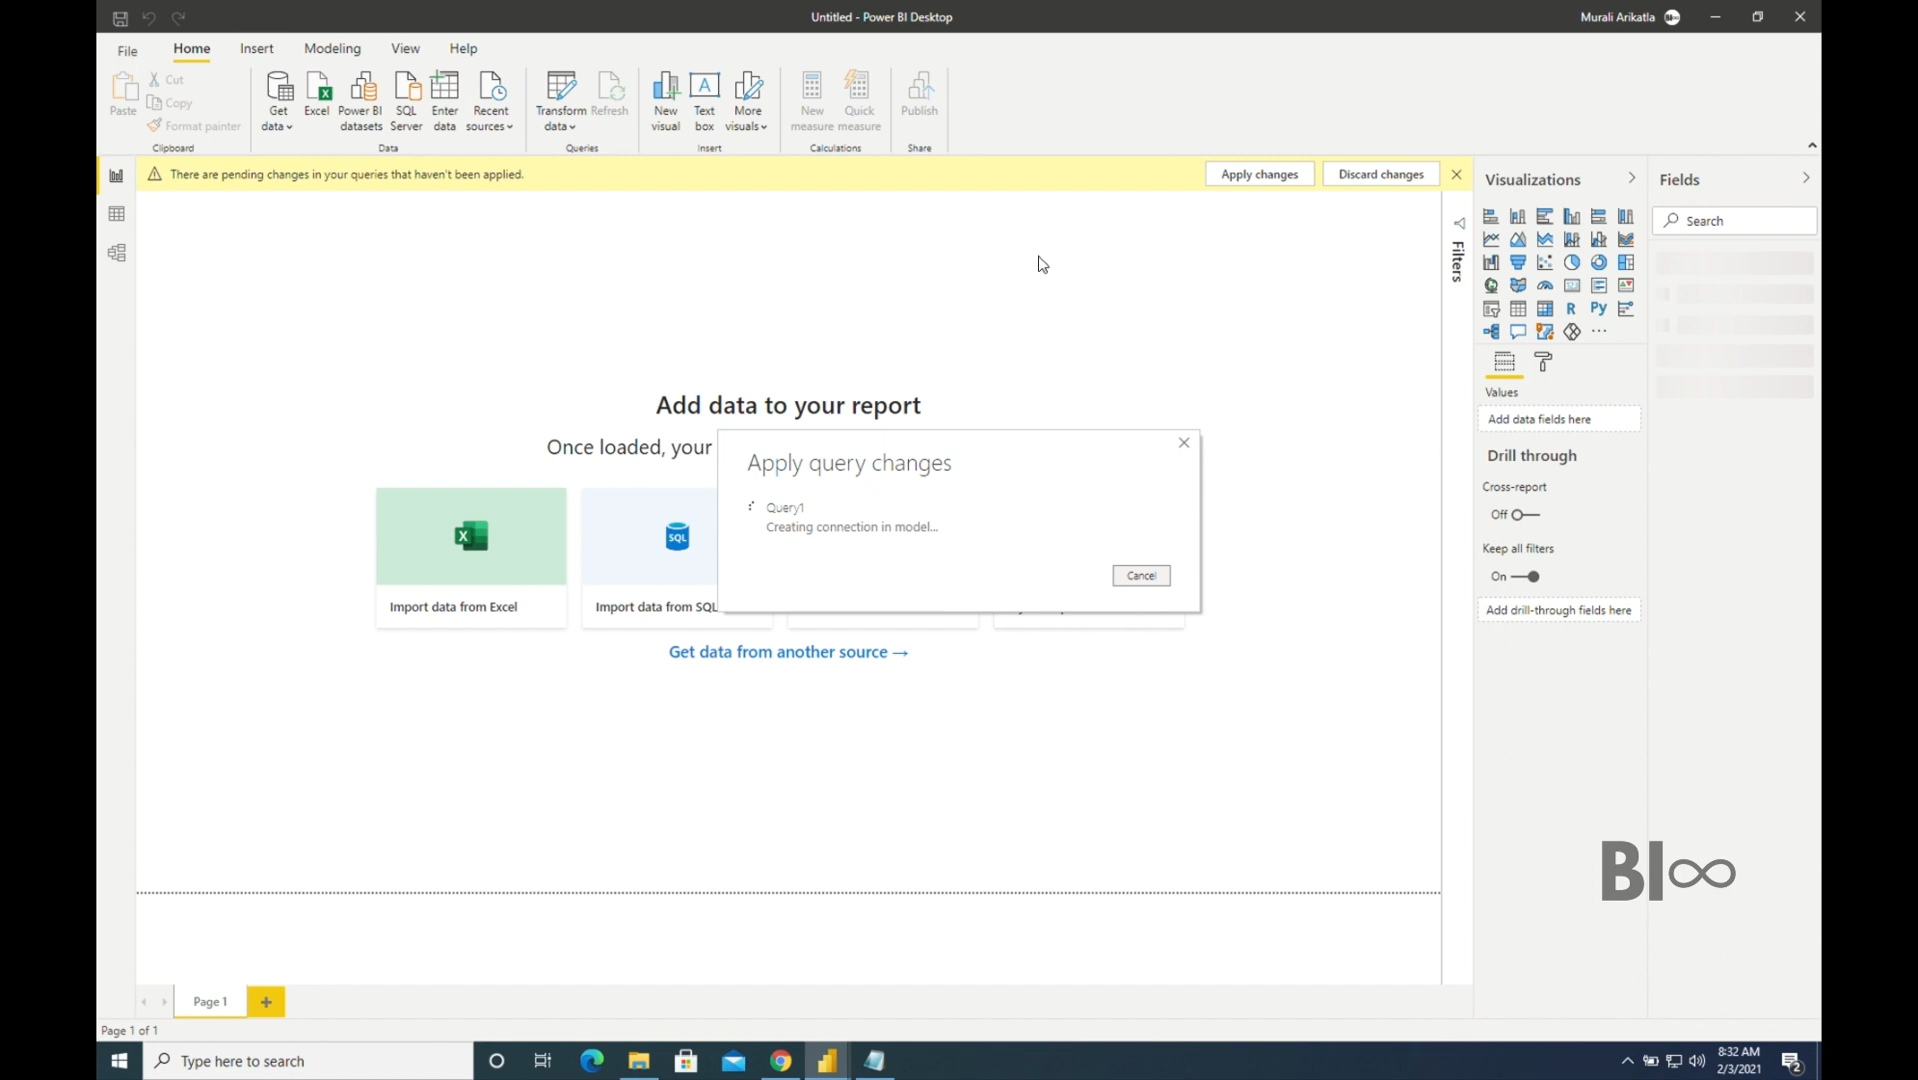 Untitled - Power BI Desktop
Murali Arikatla
File
Home
Insert
Modeling
View
Help
Paste
Cut
Copy
Format painter
Clipboard
Get data
Excel
Power BI datasets
SQL Server
Enter data
Recent sources
Data
Transform data
Refresh
Queries
New visual
Text box
More visuals
Insert
New measure
Quick measure
Calculations
Publish
Share
There are pending changes in your queries that haven't been applied.
Apply changes
Discard changes
Filters
Visualizations
R
Py
Values
Add data fields here
Drill through
Cross-report
Off
Keep all filters
On
Add drill-through fields here
Fields
Search
Add data to your report
Once loaded, your
Apply query changes
Query1
Creating connection in model...
Cancel
SQL
Import data from Excel
Import data from SQL
Get data from another source →
BI∞
Page 1
+
Page 1 of 1
Type here to search
8:32 AM
2/3/2021
2